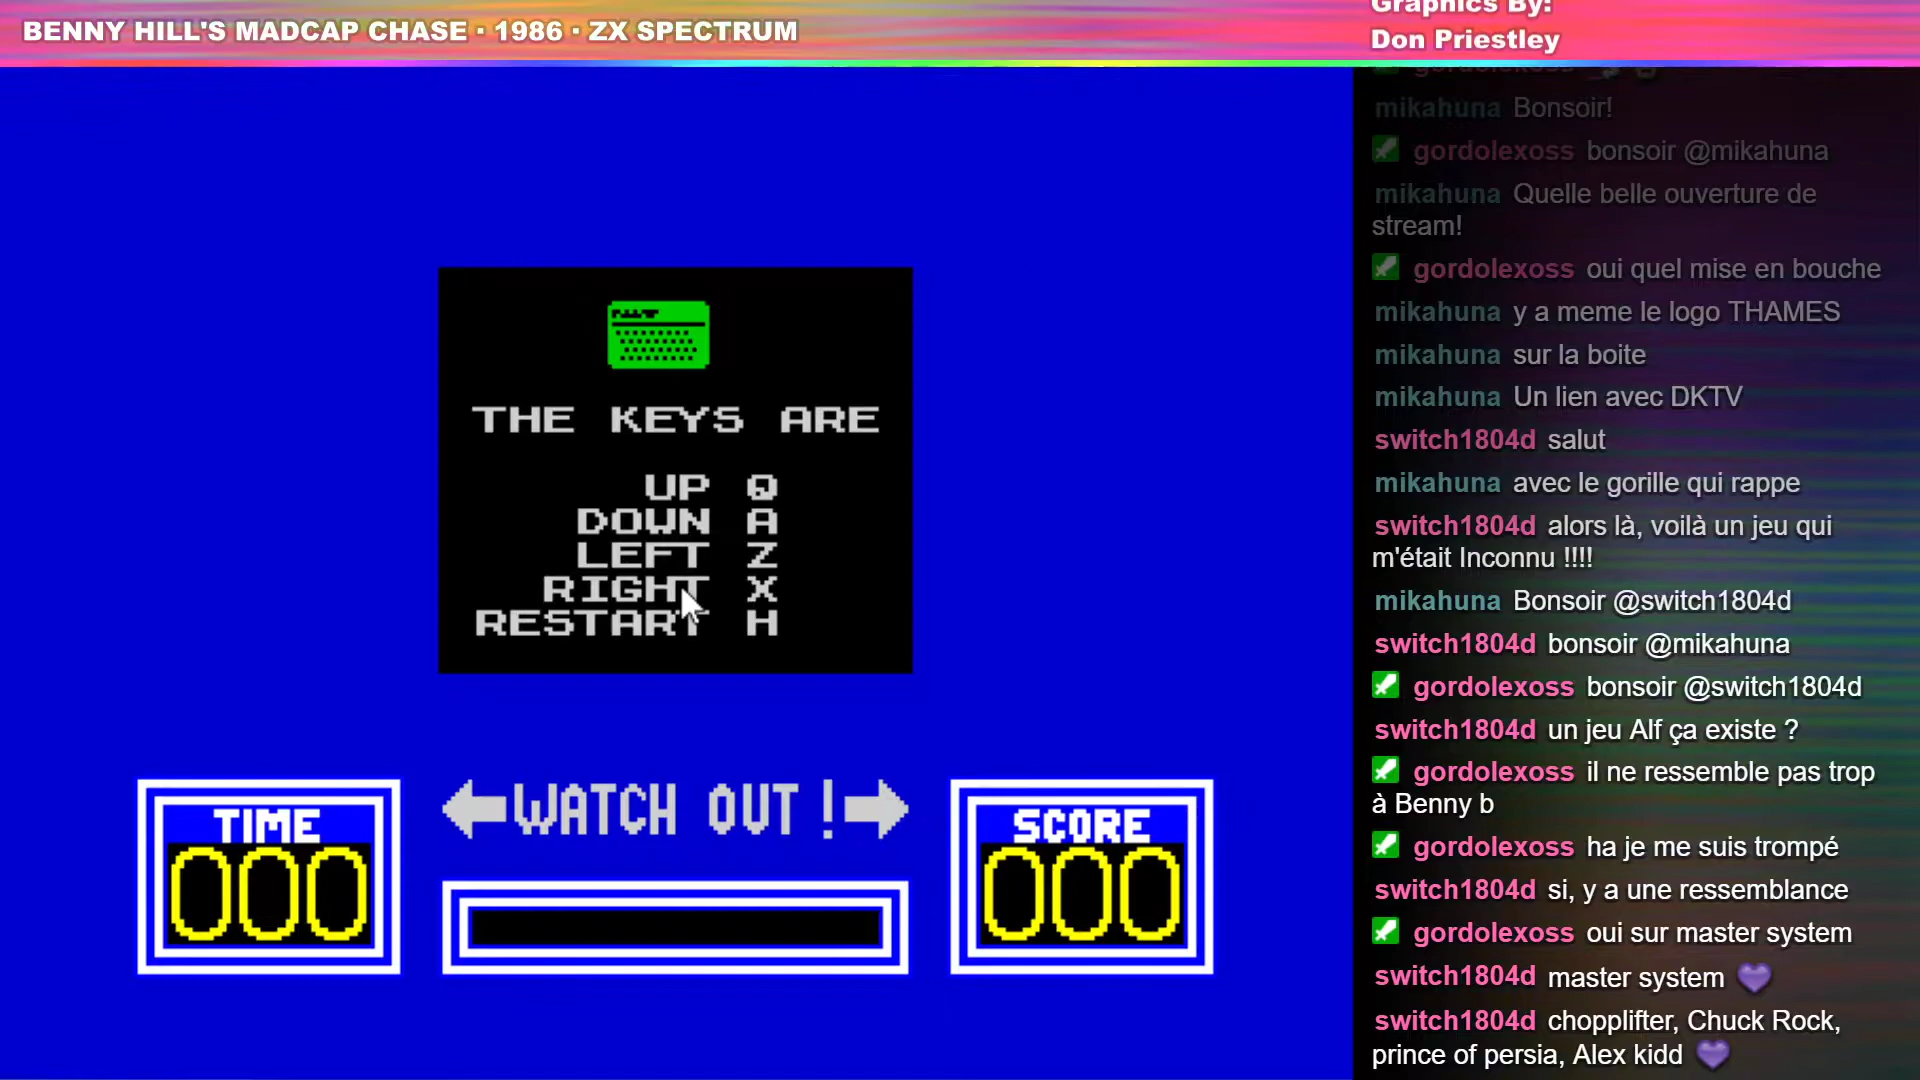 BENNY HILL'S MADCAP CHASE · 1986 · ZX SPECTRUM
Graphics By:
Don Priestley
THE KEYS ARE
UP Q
DOWN A
LEFT Z
RIGHT X
RESTART H
TIME
000
WATCH OUT !
SCORE
000
gordolexoss
mikahuna Bonsoir!
gordolexoss bonsoir @mikahuna
mikahuna Quelle belle ouverture de
stream!
gordolexoss oui quel mise en bouche
mikahuna y a meme le logo THAMES
mikahuna sur la boite
mikahuna Un lien avec DKTV
switch1804d salut
mikahuna avec le gorille qui rappe
switch1804d alors là, voilà un jeu qui
m'était Inconnu !!!!
mikahuna Bonsoir @switch1804d
switch1804d bonsoir @mikahuna
gordolexoss bonsoir @switch1804d
switch1804d un jeu Alf ça existe ?
gordolexoss il ne ressemble pas trop
à Benny b
gordolexoss ha je me suis trompé
switch1804d si, y a une ressemblance
gordolexoss oui sur master system
switch1804d master system 💜
switch1804d chopplifter, Chuck Rock,
prince of persia, Alex kidd 💜